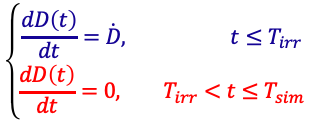 dD(t)/dt = Ḋ, t ≤ T_irr
dD(t)/dt = 0, T_irr < t ≤ T_sim